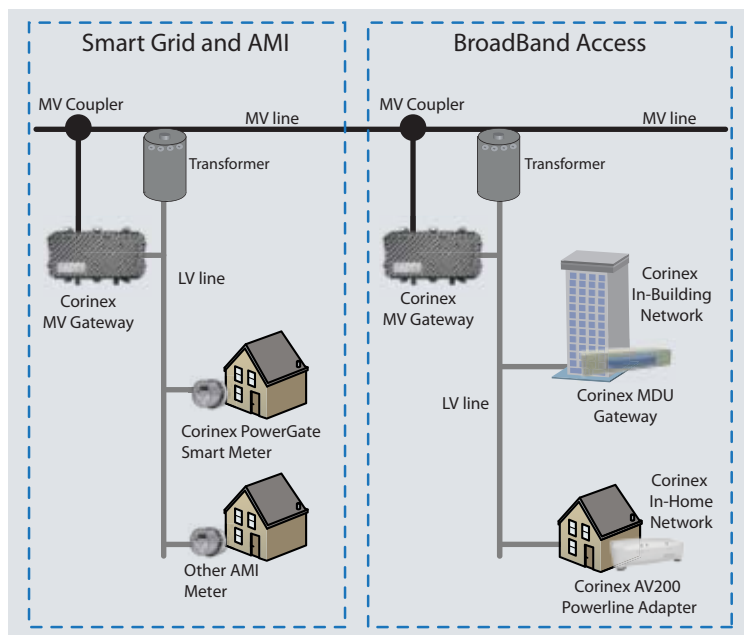 Smart Grid and AMI
MV Coupler
MV line
Transformer
Corinex
MV Gateway
LV line
Corinex PowerGate
Smart Meter
Other AMI
Meter
BroadBand Access
MV Coupler
MV line
Transformer
Corinex
MV Gateway
Corinex
In-Building
Network
Corinex MDU
Gateway
LV line
Corinex
In-Home
Network
Corinex AV200
Powerline Adapter